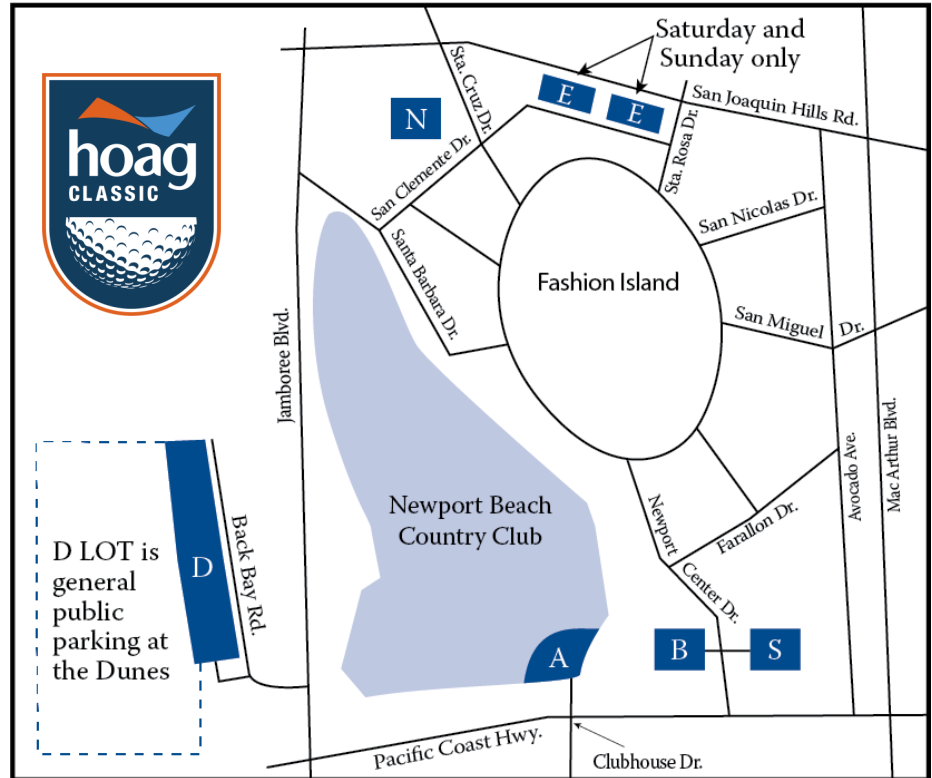 Saturday and
Sunday only
hoag
CLASSIC
N
Sta. Cruz Dr.
E
E
San Joaquin Hills Rd.
San Clemente Dr.
Sta. Rosa Dr.
San Nicolas Dr.
Santa Barbara Dr.
Fashion Island
San Miguel Dr.
Jamboree Blvd.
Avocado Ave.
Mac Arthur Blvd.
Newport Beach
Country Club
Newport
Center Dr.
Farallon Dr.
D LOT is
general
public
parking at
the Dunes
D
Back Bay Rd.
A
B
S
Pacific Coast Hwy.
Clubhouse Dr.